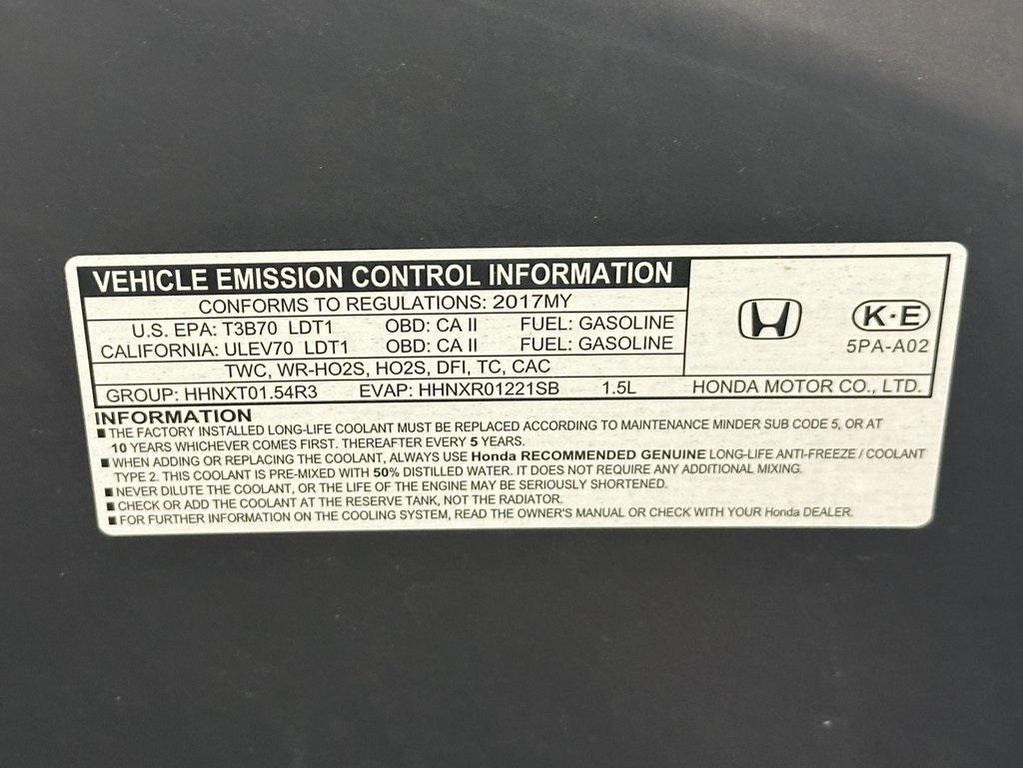 VEHICLE EMISSION CONTROL INFORMATION
CONFORMS TO REGULATIONS: 2017MY
U.S. EPA: T3B70 LDT1 OBD: CA II FUEL: GASOLINE
CALIFORNIA: ULEV70 LDT1 OBD: CA II FUEL: GASOLINE
TWC, WR-HO2S, HO2S, DFI, TC, CAC
GROUP: HHNXT01.54R3 EVAP: HHNXR01221SB 1.5L
K·E
5PA-A02
HONDA MOTOR CO., LTD.
INFORMATION
■ THE FACTORY INSTALLED LONG-LIFE COOLANT MUST BE REPLACED ACCORDING TO MAINTENANCE MINDER SUB CODE 5, OR AT
10 YEARS WHICHEVER COMES FIRST. THEREAFTER EVERY 5 YEARS.
■ WHEN ADDING OR REPLACING THE COOLANT, ALWAYS USE Honda RECOMMENDED GENUINE LONG-LIFE ANTI-FREEZE / COOLANT
TYPE 2. THIS COOLANT IS PRE-MIXED WITH 50% DISTILLED WATER. IT DOES NOT REQUIRE ANY ADDITIONAL MIXING.
■ NEVER DILUTE THE COOLANT, OR THE LIFE OF THE ENGINE MAY BE SERIOUSLY SHORTENED.
■ CHECK OR ADD THE COOLANT AT THE RESERVE TANK, NOT THE RADIATOR.
■ FOR FURTHER INFORMATION ON THE COOLING SYSTEM, READ THE OWNER'S MANUAL OR CHECK WITH YOUR Honda DEALER.